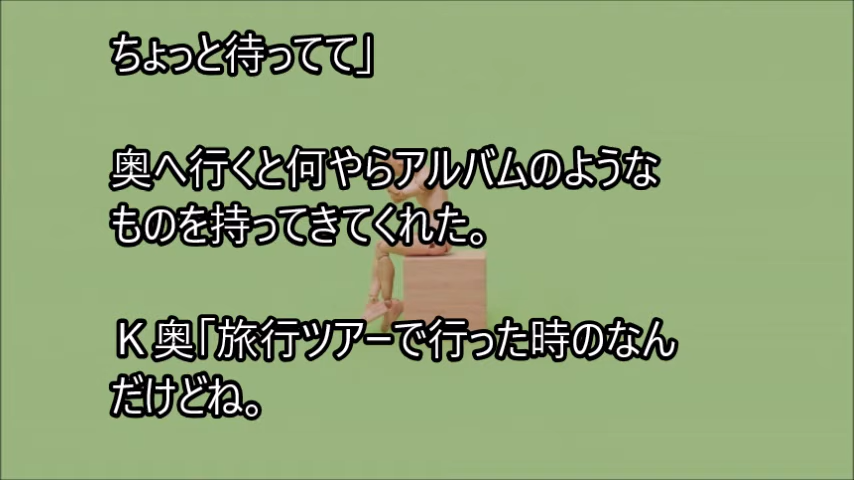 ちょっと待ってて」
奥へ行くと何やらアルバムのような
ものを持ってきてくれた。
Ｋ奥「旅行ツアーで行った時のなん
だけどね。